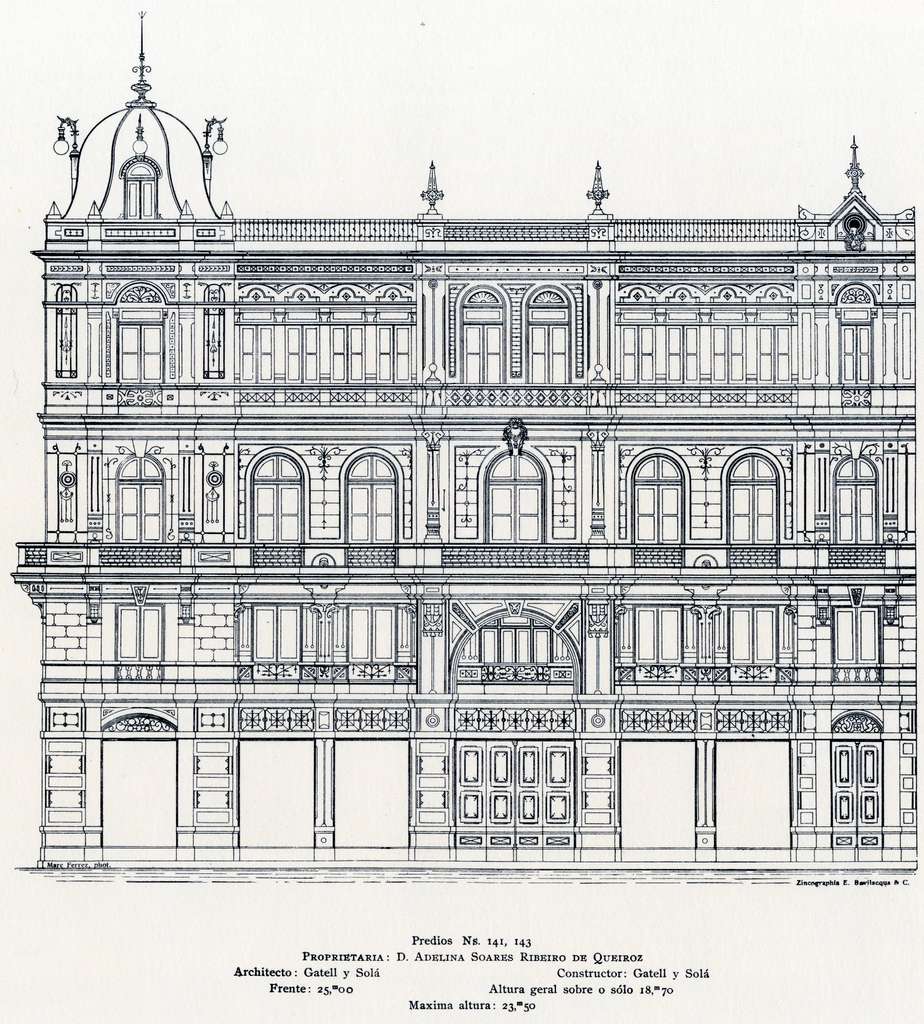 Marc Ferrez, phot.
Zincographia E. Bevilacqua & C.
Predios Ns. 141, 143
PROPRIETARIA: D. ADELINA SOARES RIBEIRO DE QUEIROZ
Architecto: Gatell y Solá Constructor: Gatell y Solá
Frente: 25,ᵐ00 Altura geral sobre o sólo 18,ᵐ70
Maxima altura: 23,ᵐ50